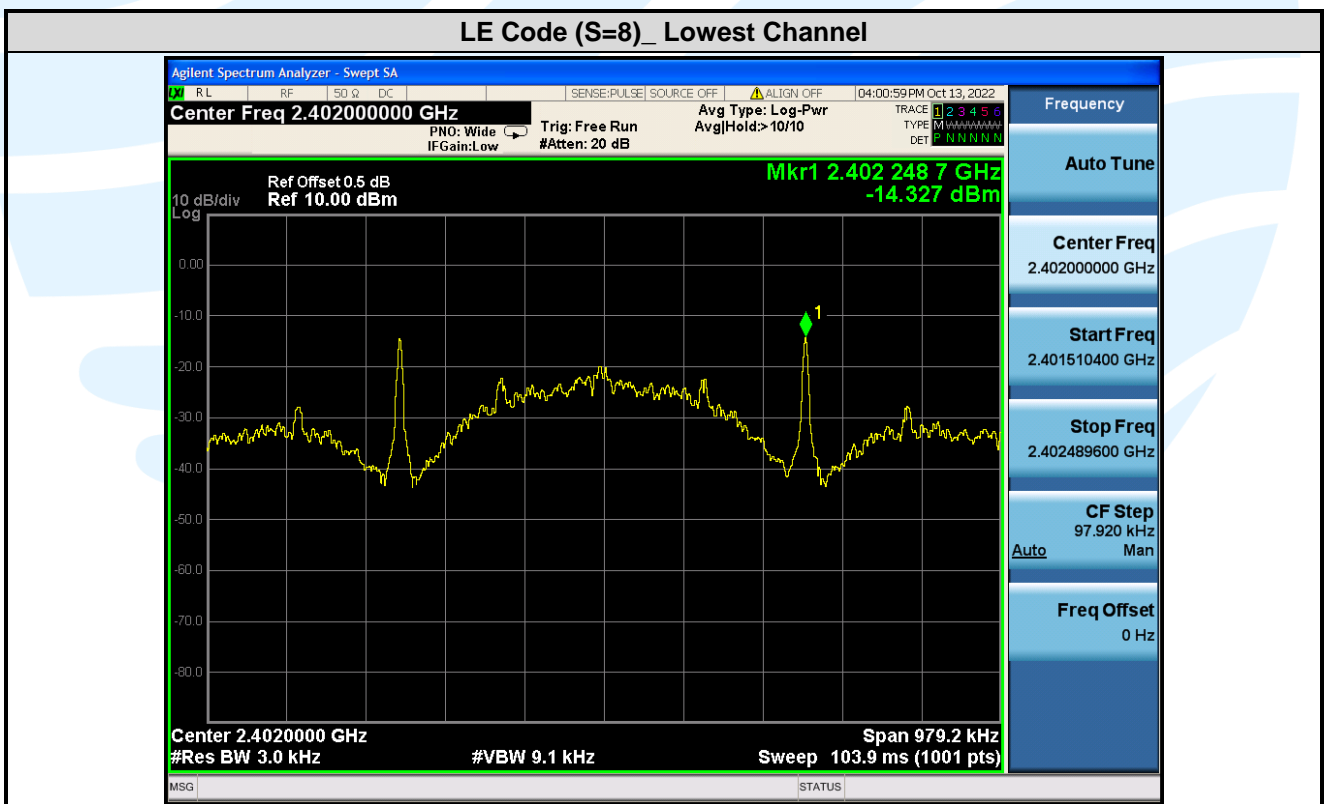 LE Code (S=8)_ Lowest Channel
Agilent Spectrum Analyzer - Swept SA
LXI RL RF 50 Ω DC SENSE:PULSE SOURCE OFF ALIGN OFF 04:00:59 PM Oct 13, 2022
Center Freq 2.402000000 GHz
PNO: Wide
IFGain:Low
Trig: Free Run
#Atten: 20 dB
Avg Type: Log-Pwr
Avg|Hold:>10/10
TRACE 1 2 3 4 5 6
TYPE M WWWWW
DET P N N N N N
Mkr1 2.402 248 7 GHz
-14.327 dBm
Ref Offset 0.5 dB
10 dB/div Ref 10.00 dBm
Log
0.00
-10.0
-20.0
-30.0
-40.0
-50.0
-60.0
-70.0
-80.0
1
Center 2.4020000 GHz Span 979.2 kHz
#Res BW 3.0 kHz #VBW 9.1 kHz Sweep 103.9 ms (1001 pts)
MSG STATUS
Frequency
Auto Tune
Center Freq
2.402000000 GHz
Start Freq
2.401510400 GHz
Stop Freq
2.402489600 GHz
CF Step
97.920 kHz
Auto Man
Freq Offset
0 Hz